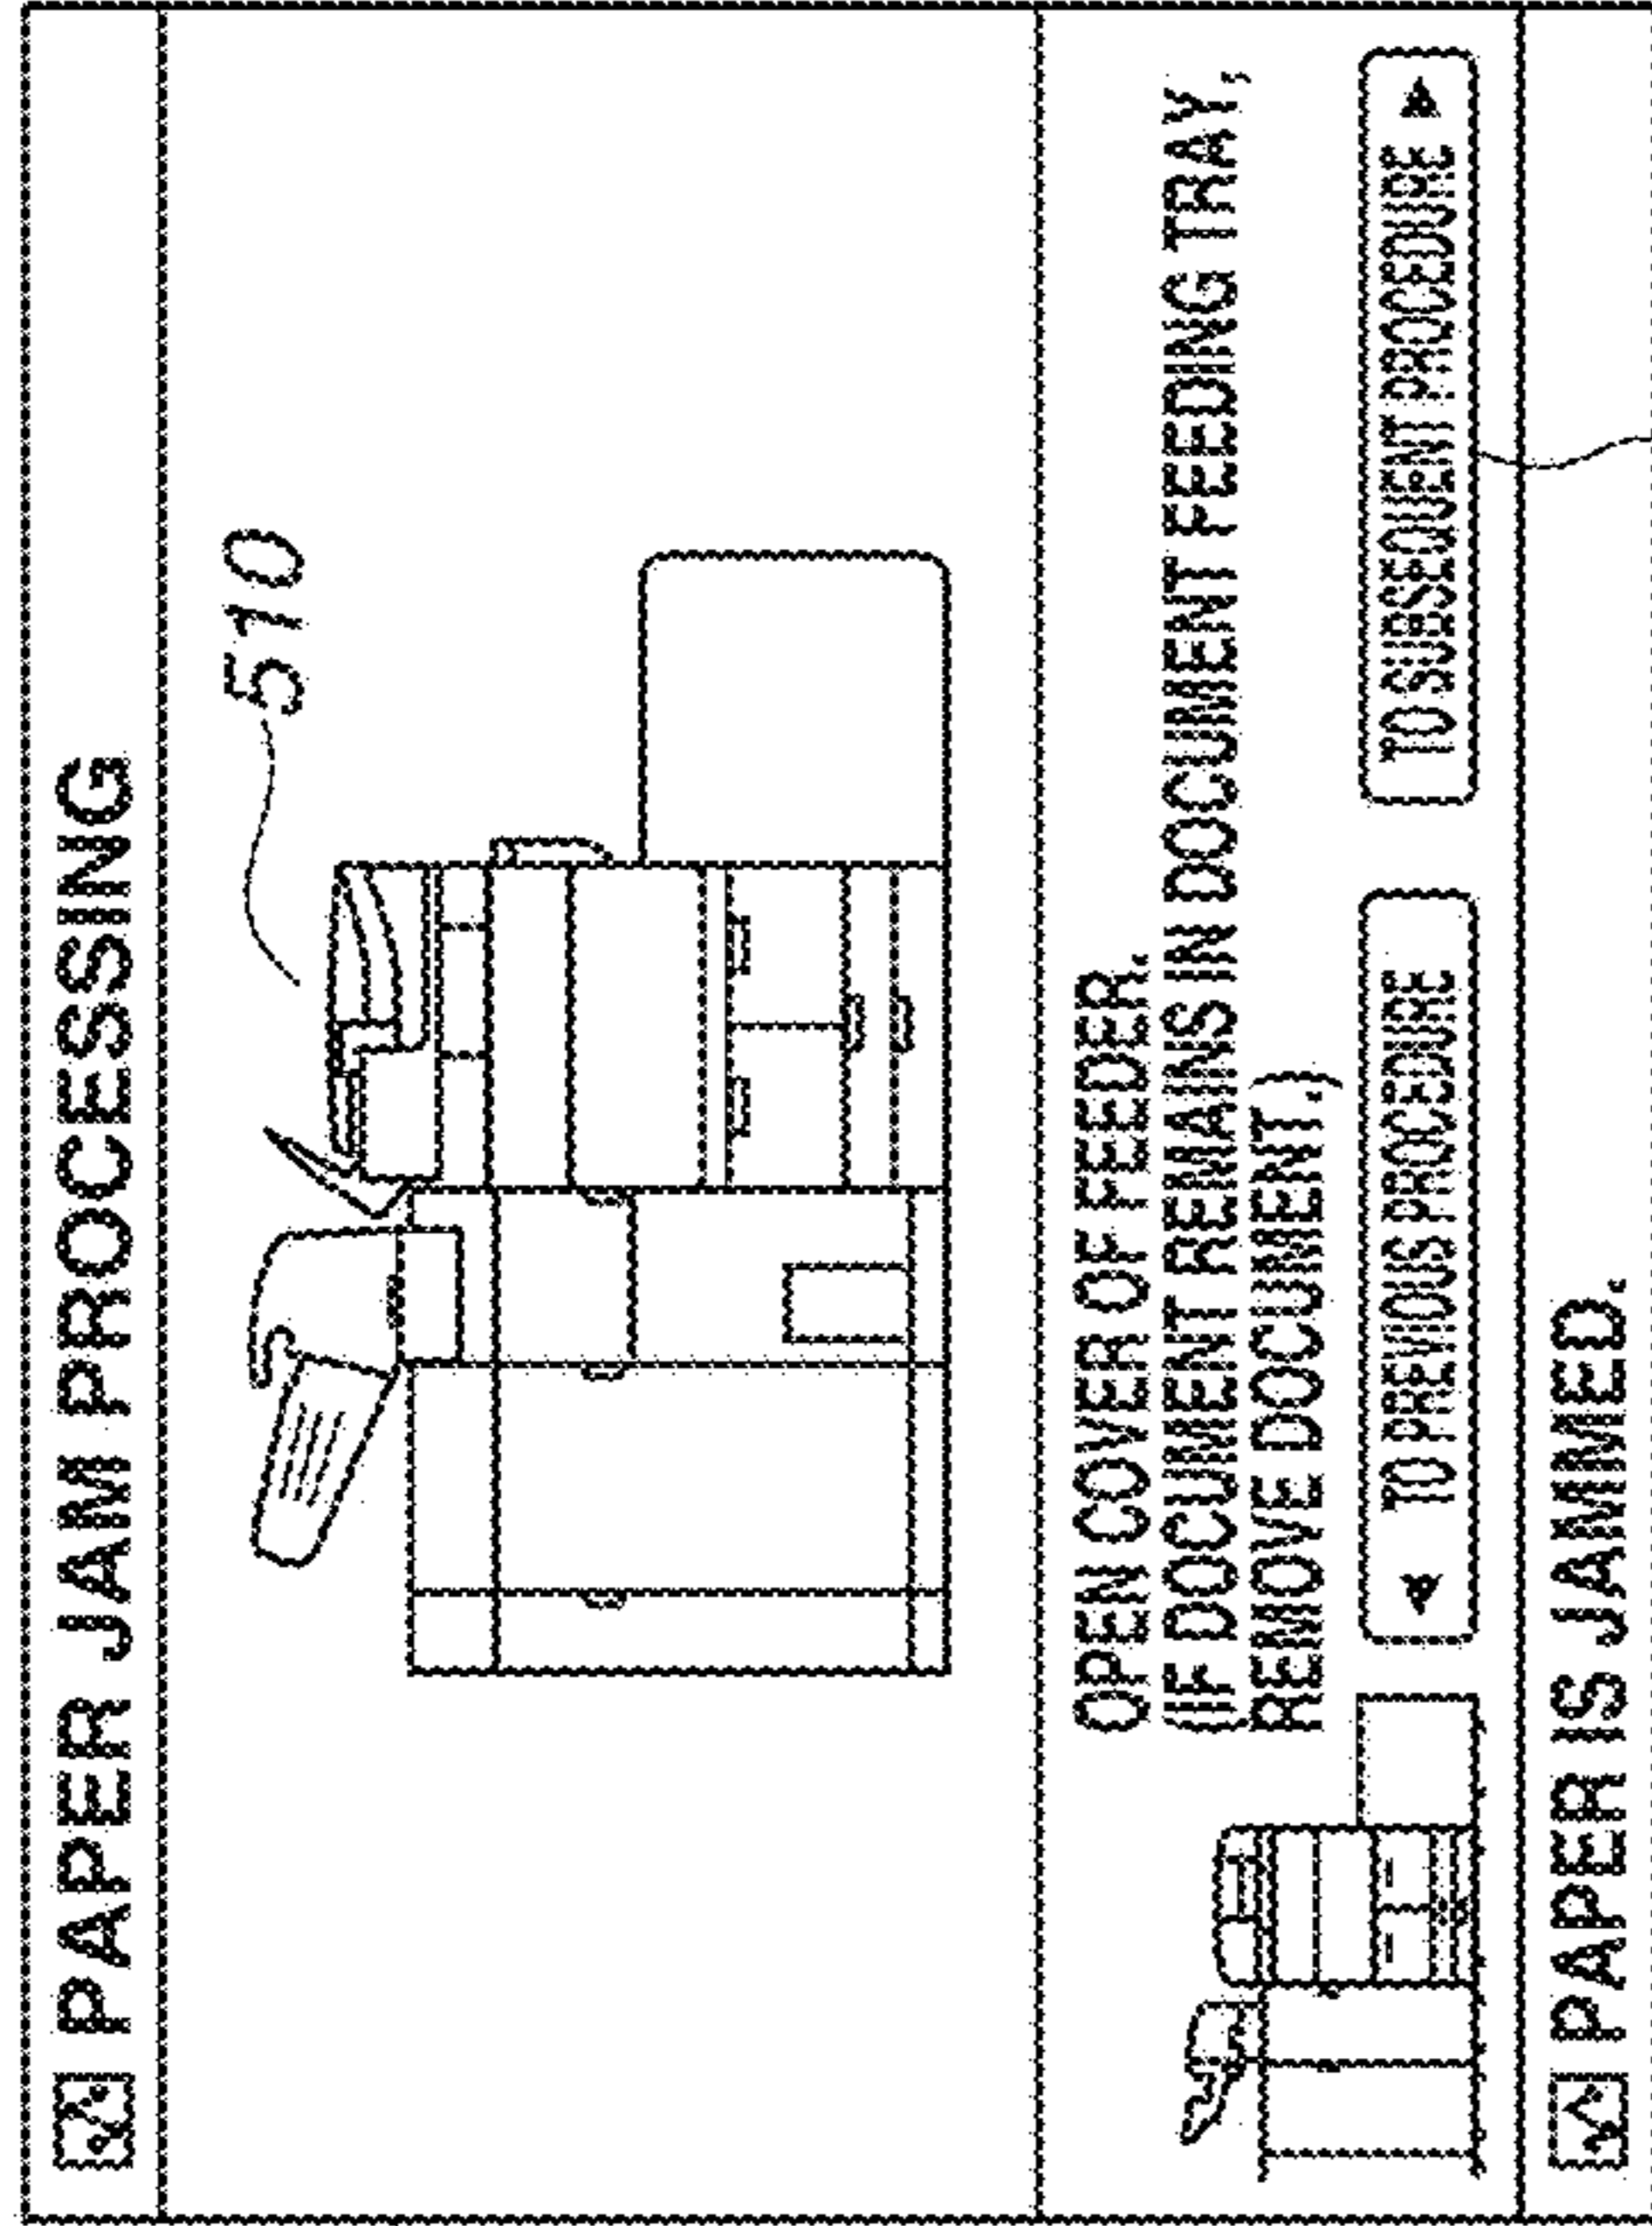 PAPER JAM PROCESSING
510
OPEN COVER OF FEEDER.
(IF DOCUMENT REMAINS IN DOCUMENT FEEDING TRAY,
REMOVE DOCUMENT.)
◄ TO PREVIOUS PROCEDURE
TO SUBSEQUENT PROCEDURE ►
PAPER IS JAMMED.